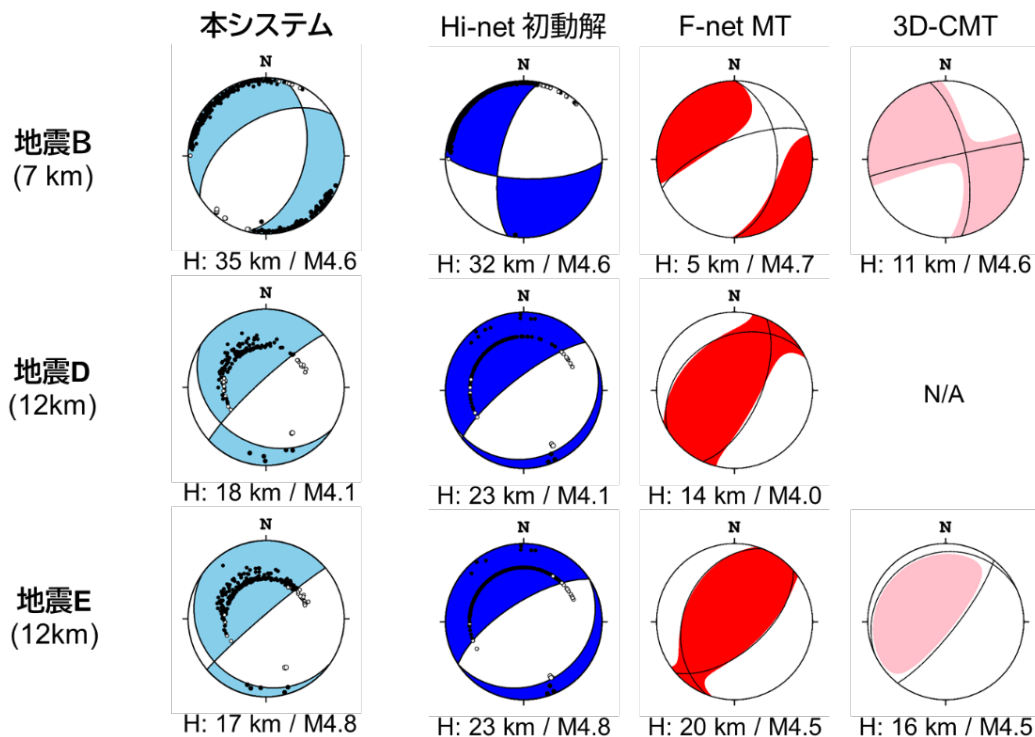 本システム Hi-net 初動解 F-net MT 3D-CMT
N N N N
地震B
(7 km)
H: 35 km / M4.6 H: 32 km / M4.6 H: 5 km / M4.7 H: 11 km / M4.6
N N N
地震D
(12km)
N/A
H: 18 km / M4.1 H: 23 km / M4.1 H: 14 km / M4.0
N N N N
地震E
(12km)
H: 17 km / M4.8 H: 23 km / M4.8 H: 20 km / M4.5 H: 16 km / M4.5